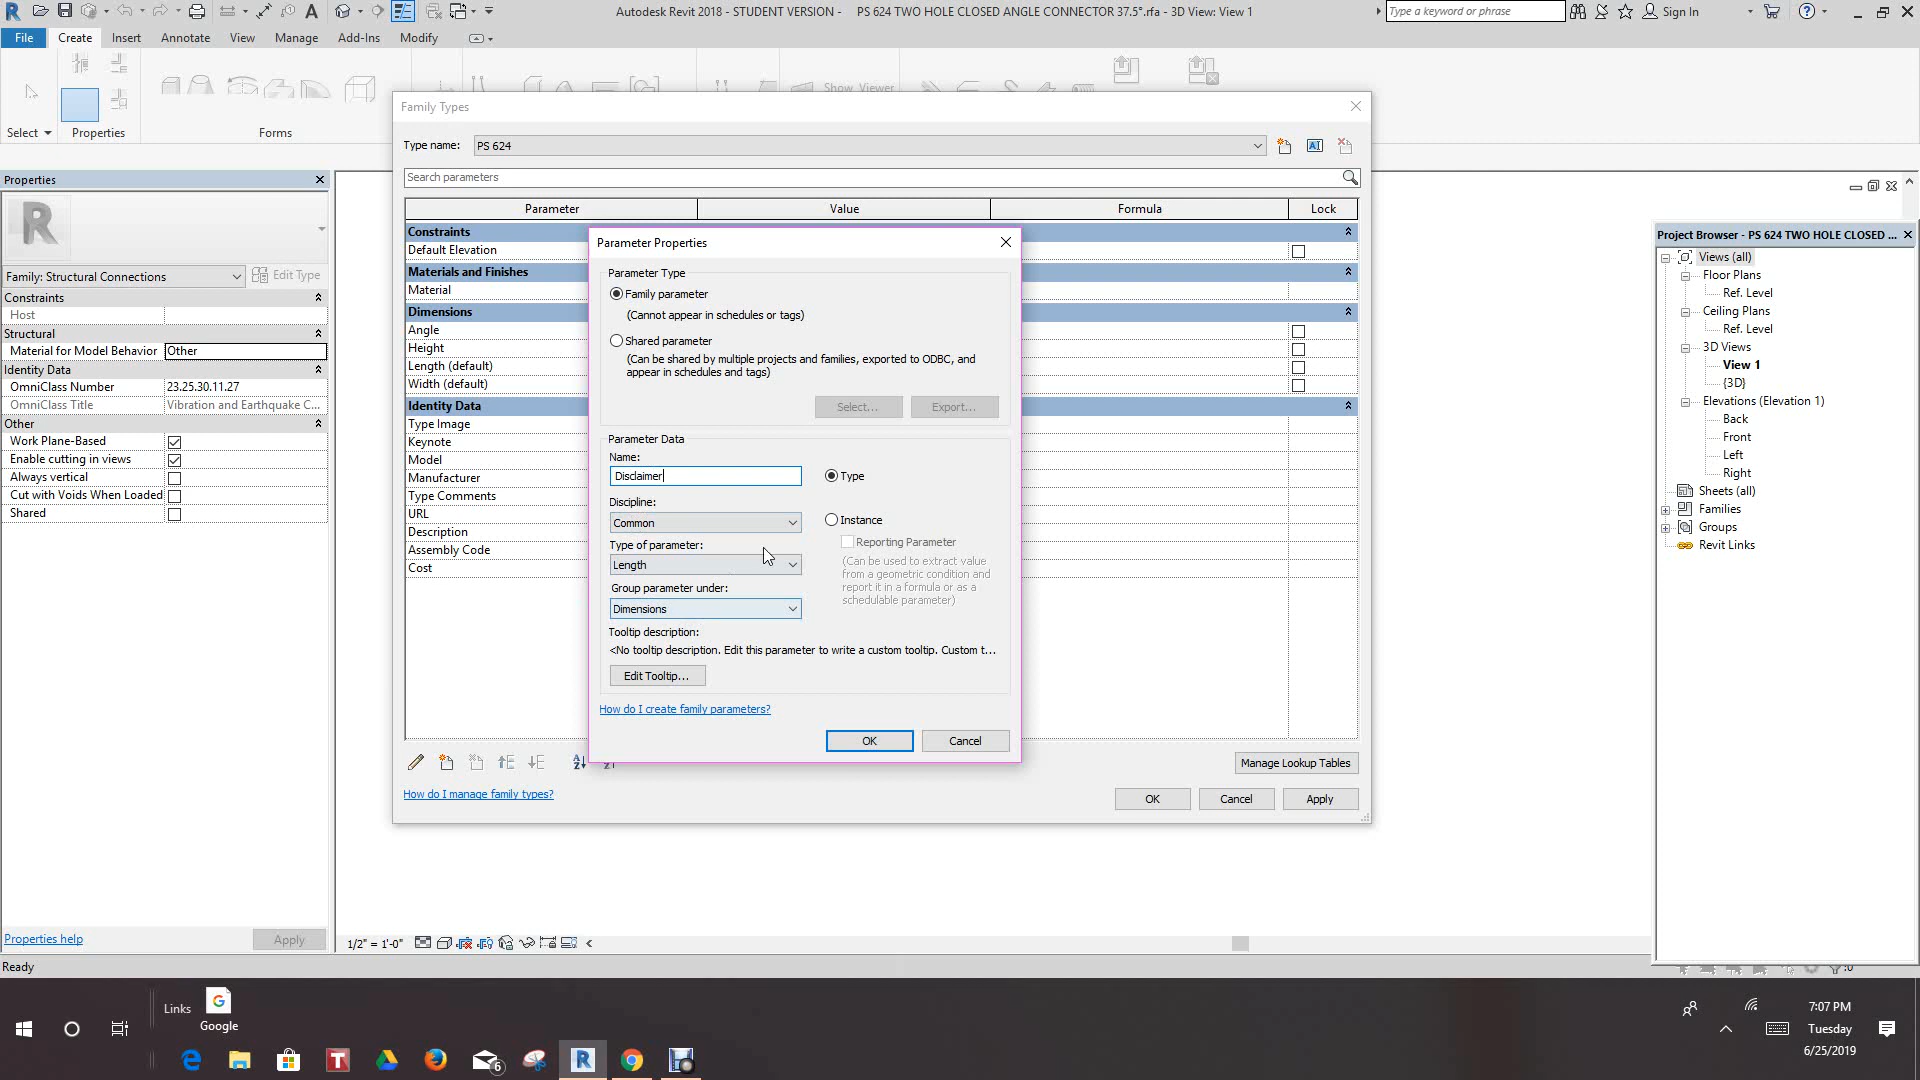 Autodesk Revit 2018 - STUDENT VERSION - PS 624 TWO HOLE CLOSED ANGLE CONNECTOR 37.5°.rfa - 3D View: View 1
Type a keyword or phrase
Sign In
File Create Insert Annotate View Manage Add-Ins Modify
Show Viewer
Select Properties Forms
Family Types
Type name: PS 624
Search parameters
Parameter Value Formula Lock
Constraints
Default Elevation
Materials and Finishes
Material
Dimensions
Angle
Height
Length (default)
Width (default)
Identity Data
Type Image
Keynote
Model
Manufacturer
Type Comments
URL
Description
Assembly Code
Cost
Manage Lookup Tables
How do I manage family types?
OK Cancel Apply
Parameter Properties
Parameter Type
Family parameter
(Cannot appear in schedules or tags)
Shared parameter
(Can be shared by multiple projects and families, exported to ODBC, and
appear in schedules and tags)
Select... Export...
Parameter Data
Name:
Disclaimer
Type
Discipline:
Common
Instance
Reporting Parameter
Type of parameter:
Length
(Can be used to extract value
from a geometric condition and
report it in a formula or as a
schedulable parameter)
Group parameter under:
Dimensions
Tooltip description:
<No tooltip description. Edit this parameter to write a custom tooltip. Custom t...
Edit Tooltip...
How do I create family parameters?
OK Cancel
Properties
Family: Structural Connections
Edit Type
Constraints
Host
Structural
Material for Model Behavior Other
Identity Data
OmniClass Number 23.25.30.11.27
OmniClass Title Vibration and Earthquake C...
Other
Work Plane-Based
Enable cutting in views
Always vertical
Cut with Voids When Loaded
Shared
Properties help
Apply
Project Browser - PS 624 TWO HOLE CLOSED ...
Views (all)
Floor Plans
Ref. Level
Ceiling Plans
Ref. Level
3D Views
View 1
{3D}
Elevations (Elevation 1)
Back
Front
Left
Right
Sheets (all)
Families
Groups
Revit Links
1/2" = 1'-0"
Ready
:0
Links
Google
6
7:07 PM
Tuesday
6/25/2019